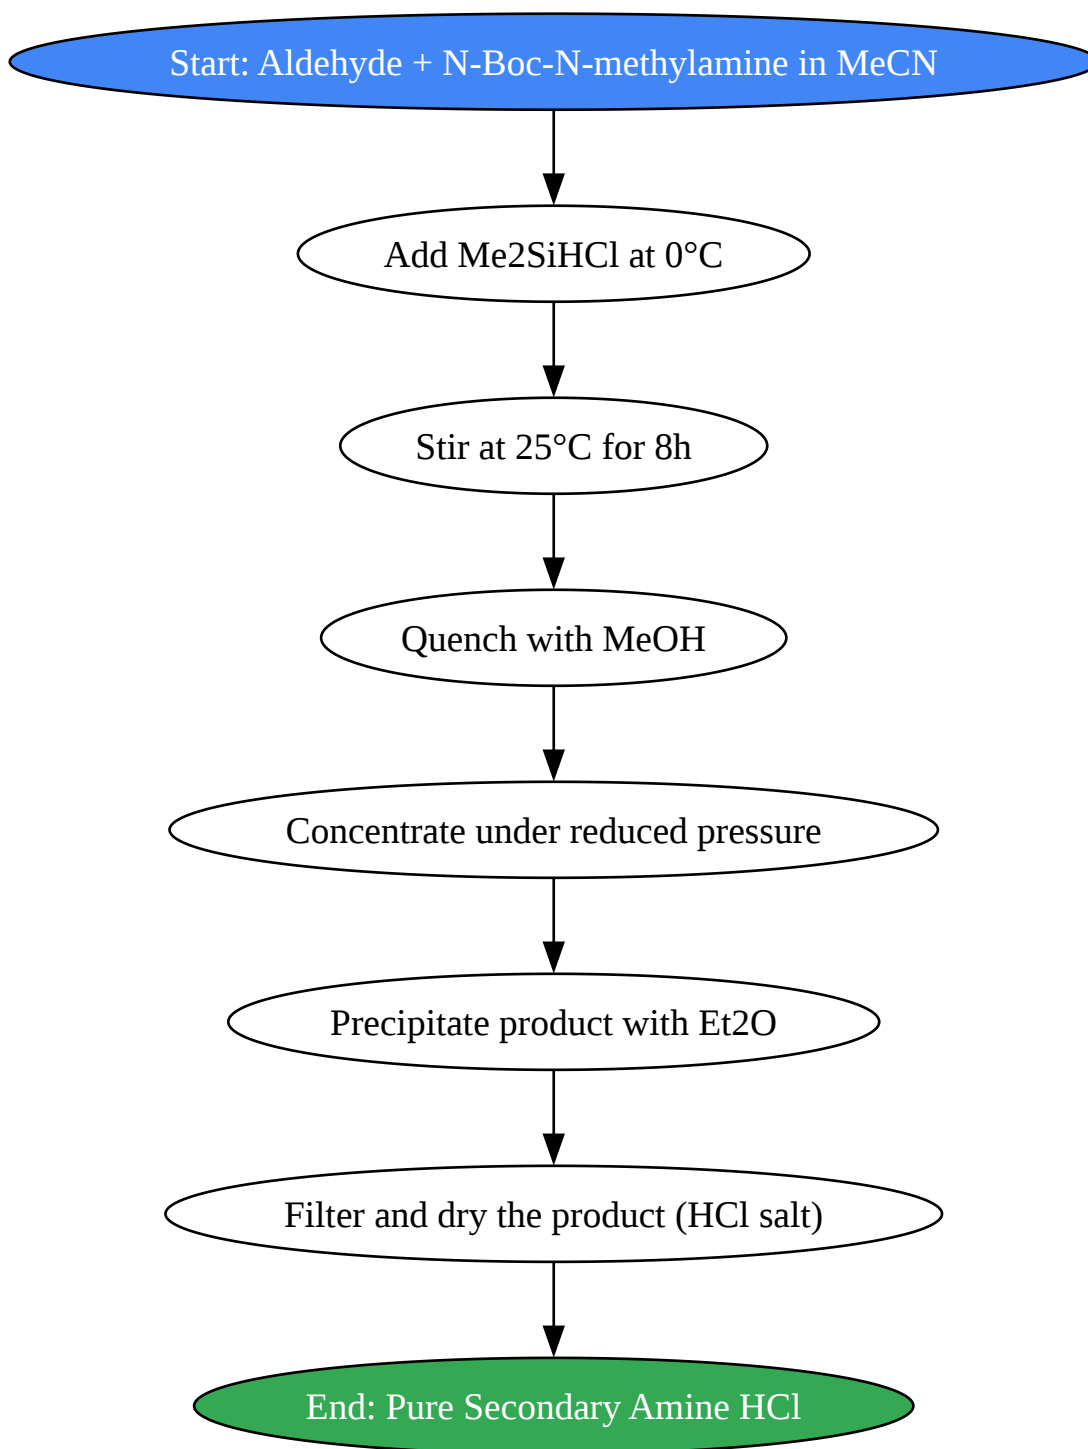 Start: Aldehyde + N-Boc-N-methylamine in MeCN
Add Me2SiHCl at 0°C
Stir at 25°C for 8h
Quench with MeOH
Concentrate under reduced pressure
Precipitate product with Et2O
Filter and dry the product (HCl salt)
End: Pure Secondary Amine HCl